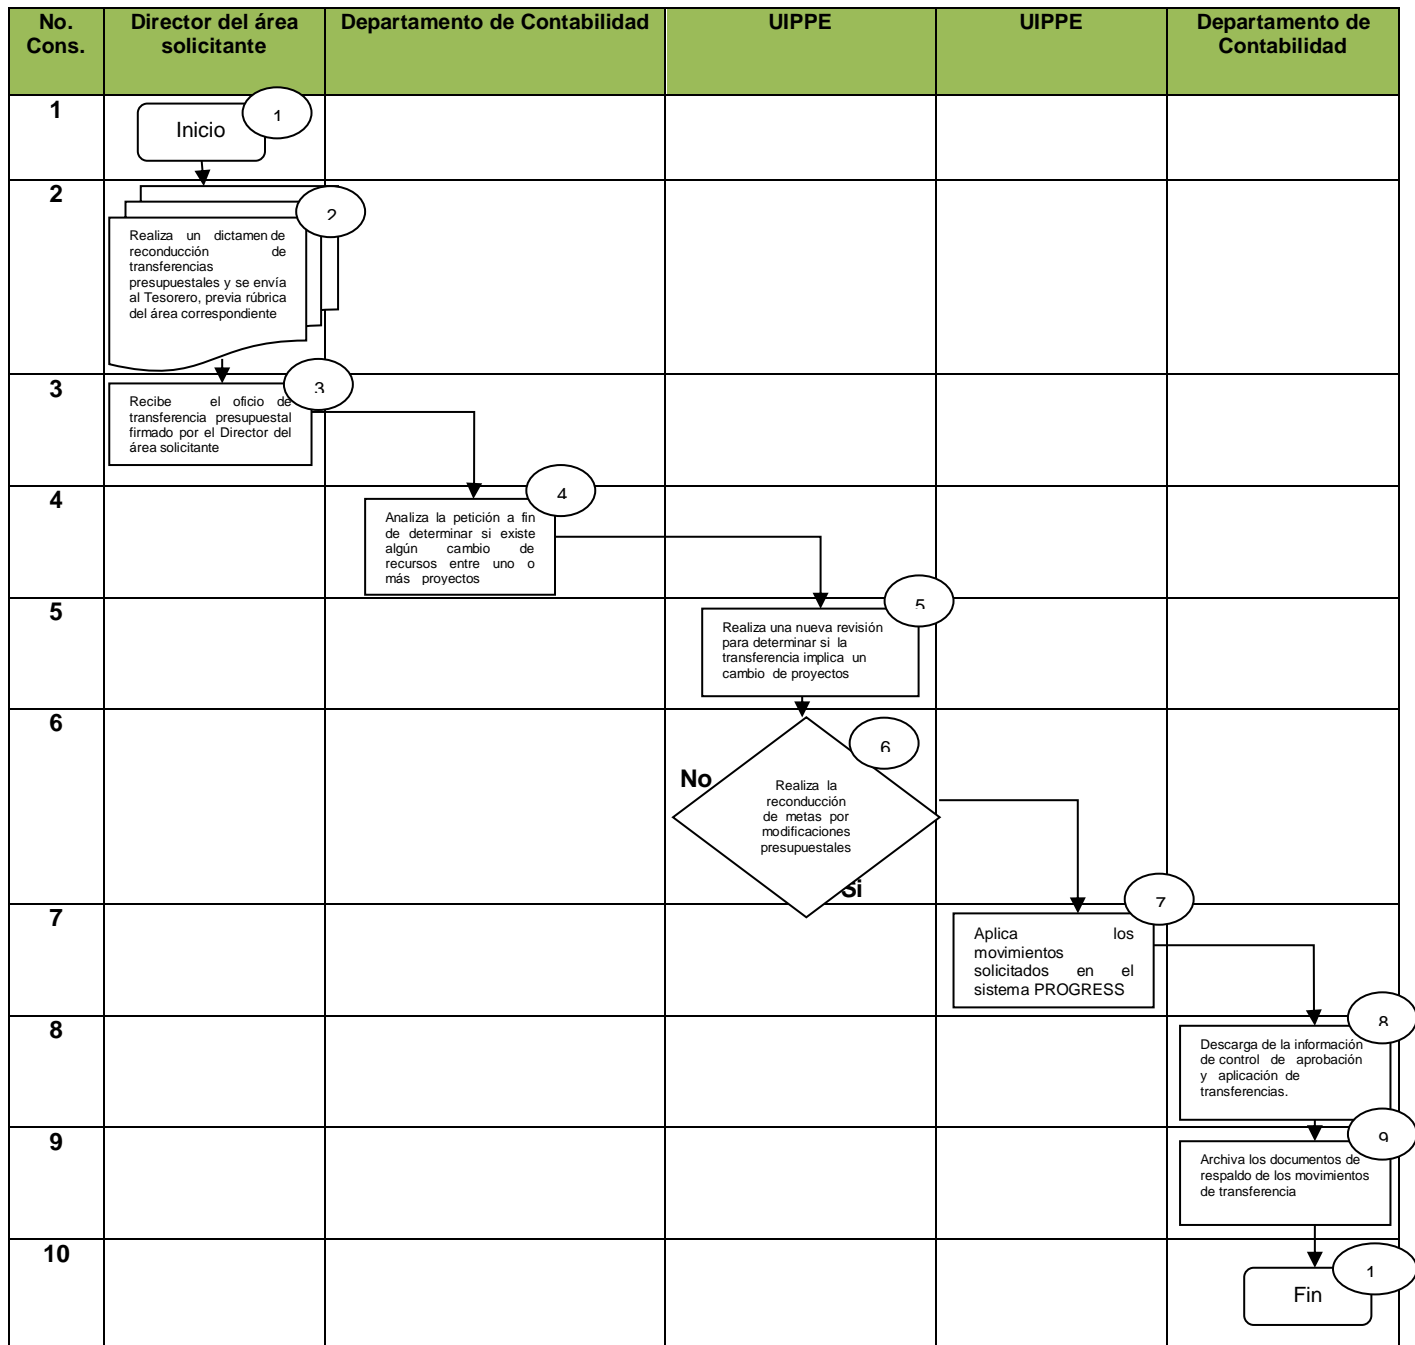 No. Cons.
Director del área solicitante
Departamento de Contabilidad
UIPPE
UIPPE
Departamento de Contabilidad
1
Inicio
1
2
2
Realiza un dictamen de
reconducción de
transferencias
presupuestales y se envía
al Tesorero, previa rúbrica
del área correspondiente
3
3
Recibe el oficio de
transferencia presupuestal
firmado por el Director del
área solicitante
4
4
Analiza la petición a fin
de determinar si existe
algún cambio de
recursos entre uno o
más proyectos
5
5
Realiza una nueva revisión
para determinar si la
transferencia implica un
cambio de proyectos
6
6
No
Realiza la
reconducción
de metas por
modificaciones
presupuestales
Si
7
7
Aplica los
movimientos
solicitados en el
sistema PROGRESS
8
8
Descarga de la información
de control de aprobación
y aplicación de
transferencias.
9
9
Archiva los documentos de
respaldo de los movimientos
de transferencia
10
1
Fin